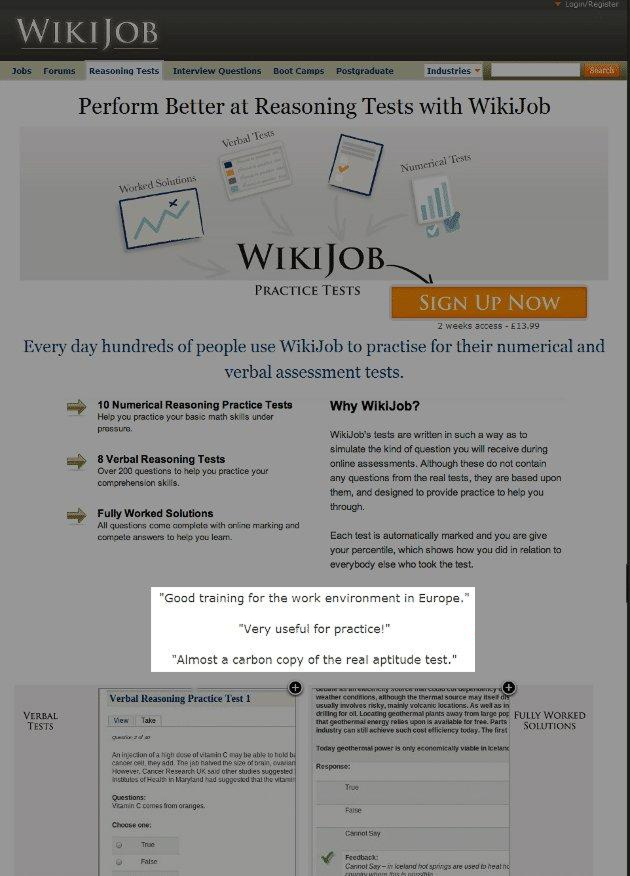 Login/Register
WIKIJOB
Jobs Forums Reasoning Tests Interview Questions Boot Camps Postgraduate Industries Search
Perform Better at Reasoning Tests with WikiJob
Worked Solutions
Verbal Tests
Numerical Tests
WIKIJOB
PRACTICE TESTS
SIGN UP NOW
2 weeks access - £13.99
Every day hundreds of people use WikiJob to practise for their numerical and
verbal assessment tests.
10 Numerical Reasoning Practice Tests
Help you practice your basic math skills under
pressure.
8 Verbal Reasoning Tests
Over 200 questions to help you practice your
comprehension skills.
Fully Worked Solutions
All questions come complete with online marking and
compete answers to help you learn.
Why WikiJob?
WikiJob's tests are written in such a way as to
simulate the kind of question you will receive during
online assessments. Although these do not contain
any questions from the real tests, they are based upon
them, and designed to provide practice to help you
through.
Each test is automatically marked and you are give
your percentile, which shows how you did in relation to
everybody else who took the test.
"Good training for the work environment in Europe."
"Very useful for practice!"
"Almost a carbon copy of the real aptitude test."
VERBAL
TESTS
Verbal Reasoning Practice Test 1
View Take
Question 2 of 40
An injection of a high dose of vitamin C may be able to hold ba
cancer cell, they add. The jab halved the size of brain, ovarian
However, Cancer Research UK said other studies suggested
Institutes of Health in Maryland had suggested that the vitamin
Questions:
Vitamin C comes from oranges.
Choose one:
True
False
weather conditions, although the thermal source may itself
usually involves risky, mainly volcanic locations. As well as in
drilling for oil. Locating geothermal plants away from large pop
that geothermal energy relies upon is available for free. Parts
industry can still achieve such cost efficiency today. The first
Today geothermal power is only economically viable in Iceland
Response:
True
False
Cannot Say
Feedback:
Cannot Say – in Iceland hot springs are used to heat ho
country where this is possible
FULLY WORKED
SOLUTIONS